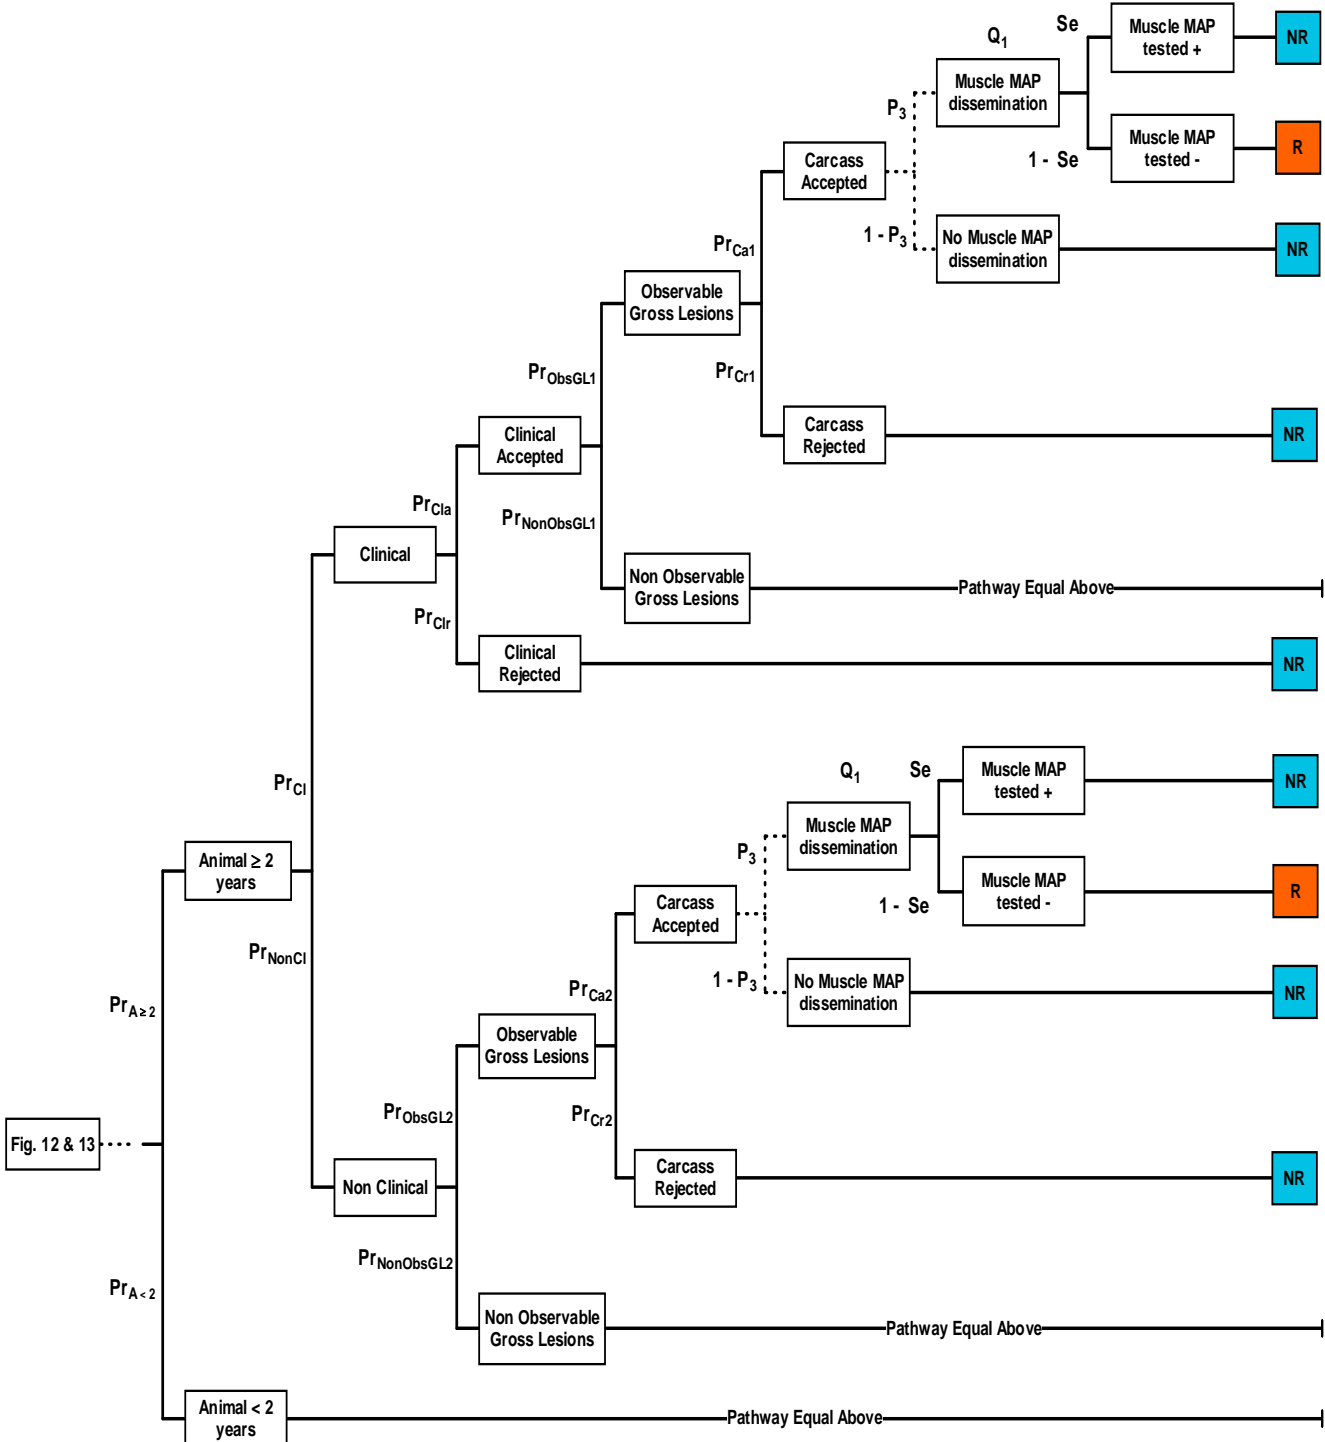 Se
Muscle MAP
tested +
NR
Q1
Muscle MAP
dissemination
P3
1 - Se
Muscle MAP
tested -
R
Carcass
Accepted
1 - P3
No Muscle MAP
dissemination
NR
PrCa1
Observable
Gross Lesions
PrObsGL1
PrCr1
Carcass
Rejected
NR
Clinical
Accepted
PrCla
PrNonObsGL1
Clinical
Non Observable
Gross Lesions
Pathway Equal Above
PrClr
Clinical
Rejected
NR
PrCl
Q1
Se
Muscle MAP
tested +
NR
Muscle MAP
dissemination
P3
1 - Se
Muscle MAP
tested -
R
Animal ≥ 2
years
Carcass
Accepted
PrNonCl
1 - P3
No Muscle MAP
dissemination
NR
PrCa2
PrA≥2
Observable
Gross Lesions
PrObsGL2
PrCr2
Fig. 12 & 13
Carcass
Rejected
NR
Non Clinical
PrNonObsGL2
PrA<2
Non Observable
Gross Lesions
Pathway Equal Above
Animal < 2
years
Pathway Equal Above